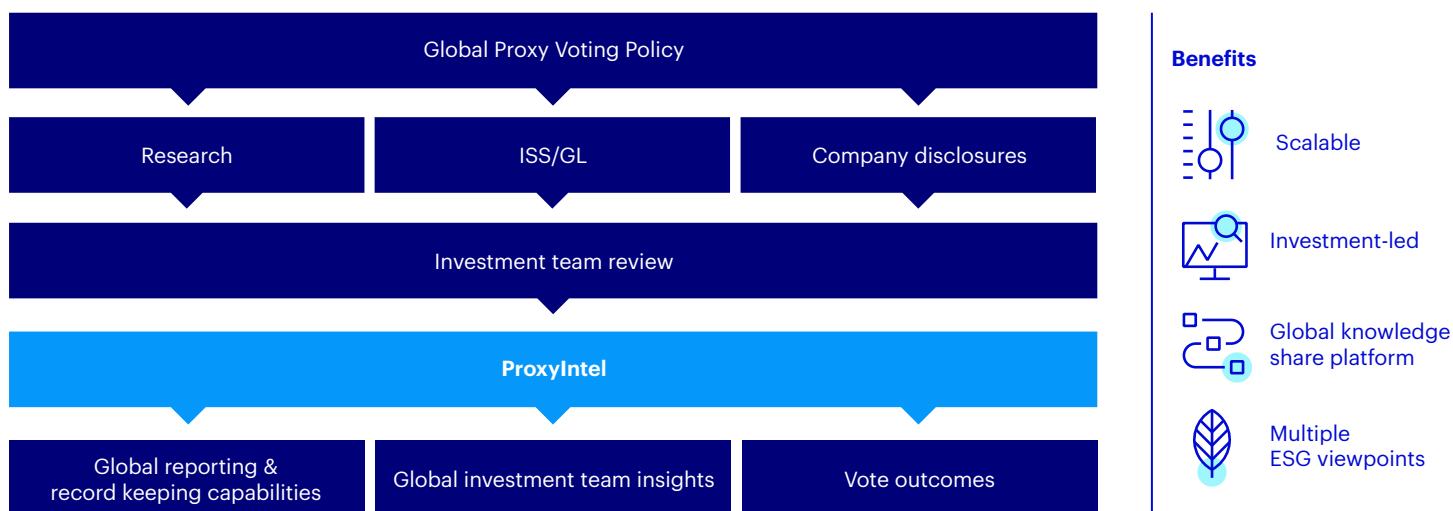 Global Proxy Voting Policy
Research
ISS/GL
Company disclosures
Investment team review
ProxyIntel
Global reporting &
record keeping capabilities
Global investment team insights
Vote outcomes
Benefits
Scalable
Investment-led
Global knowledge
share platform
Multiple
ESG viewpoints